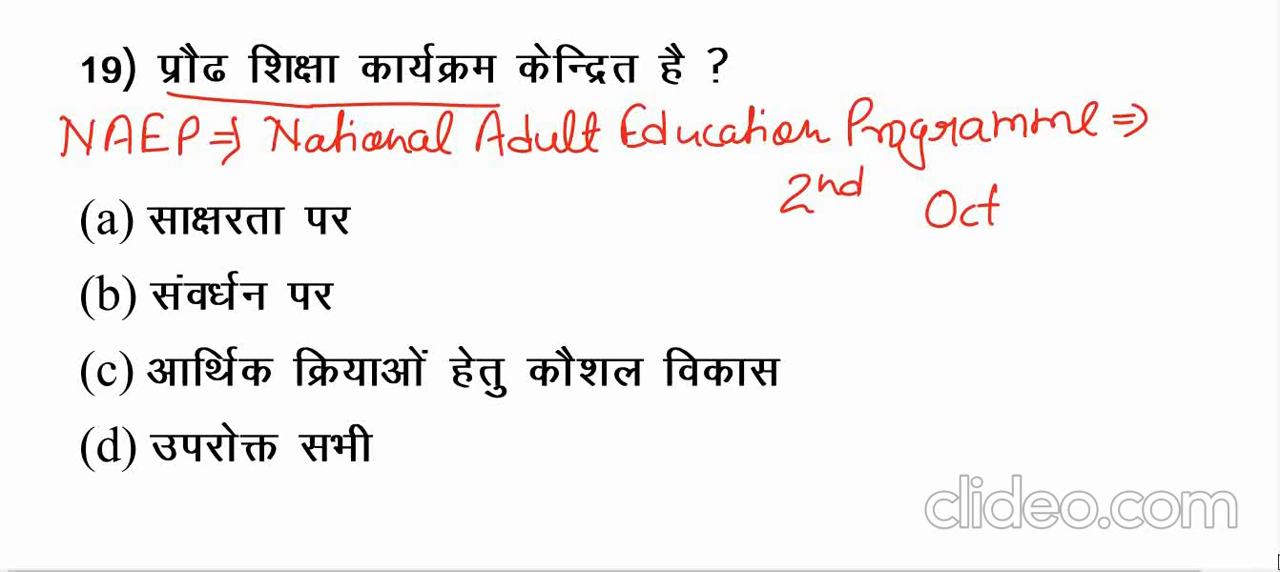 19) प्रौढ शिक्षा कार्यक्रम केन्द्रित है ?
NAEP ⇒ National Adult Education Programme ⇒
2nd Oct
(a) साक्षरता पर
(b) संवर्धन पर
(c) आर्थिक क्रियाओं हेतु कौशल विकास
(d) उपरोक्त सभी
clideo.com